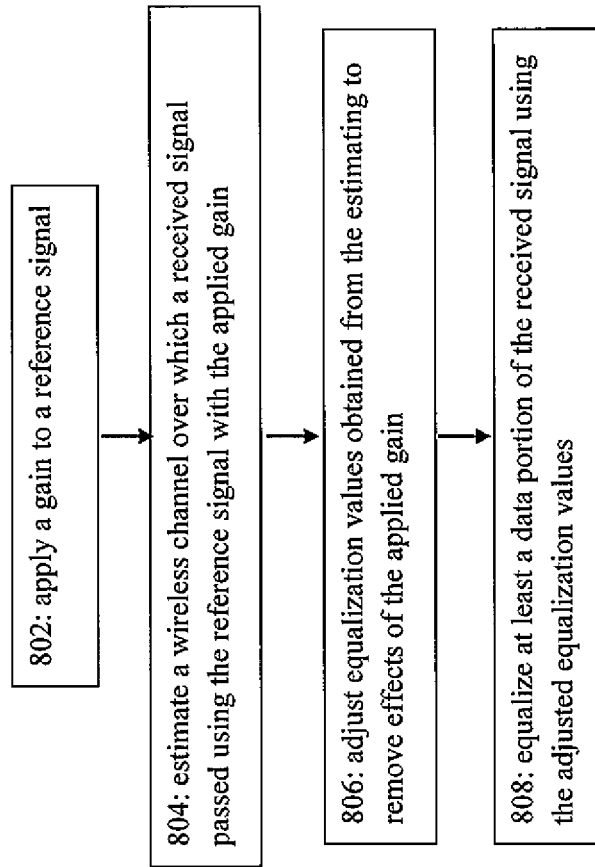 802: apply a gain to a reference signal
804: estimate a wireless channel over which a received signal
passed using the reference signal with the applied gain
806: adjust equalization values obtained from the estimating to
remove effects of the applied gain
808: equalize at least a data portion of the received signal using
the adjusted equalization values